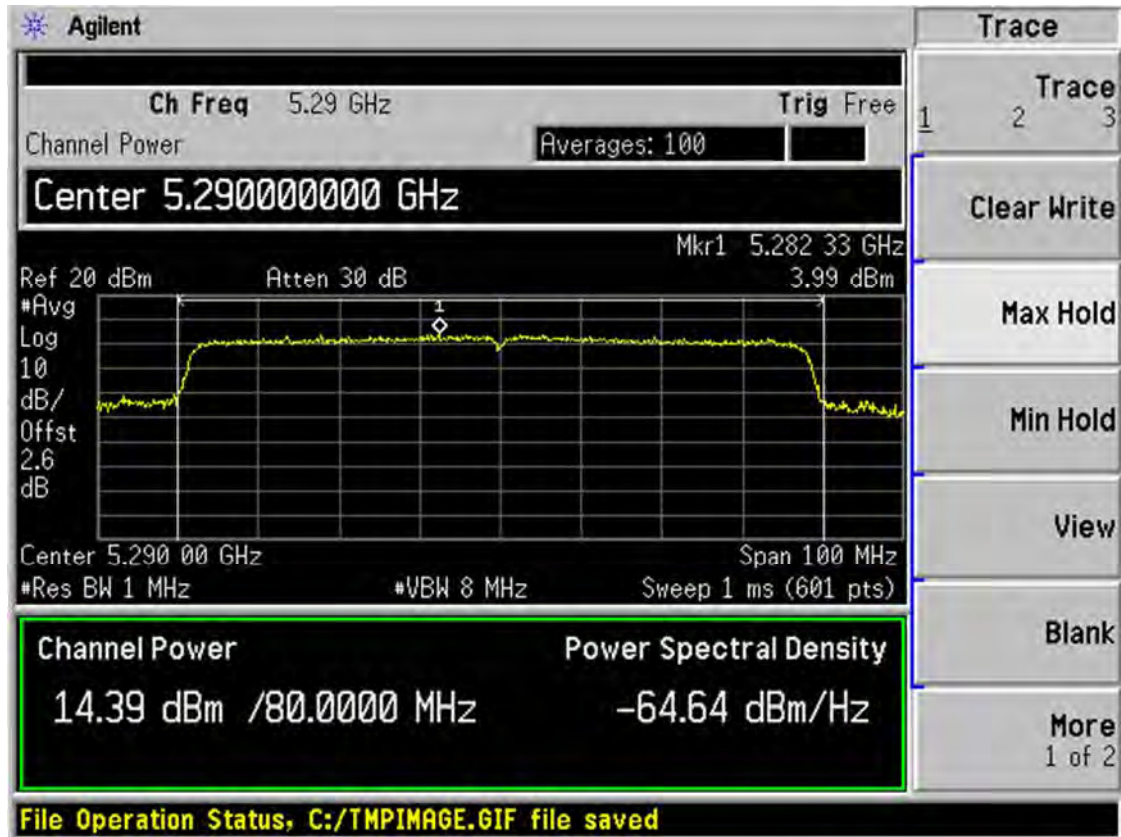 Agilent
Trace
Ch Freq 5.29 GHz Trig Free
Channel Power Averages: 100
Center 5.290000000 GHz
Mkr1 5.282 33 GHz
Ref 20 dBm Atten 30 dB 3.99 dBm
#Avg
Log
10
dB/
Offst
2.6
dB
1
Center 5.290 00 GHz Span 100 MHz
#Res BW 1 MHz #VBW 8 MHz Sweep 1 ms (601 pts)
Channel Power Power Spectral Density
14.39 dBm /80.0000 MHz -64.64 dBm/Hz
File Operation Status, C:/TMPIMAGE.GIF file saved
Trace
1 2 3
Clear Write
Max Hold
Min Hold
View
Blank
More
1 of 2